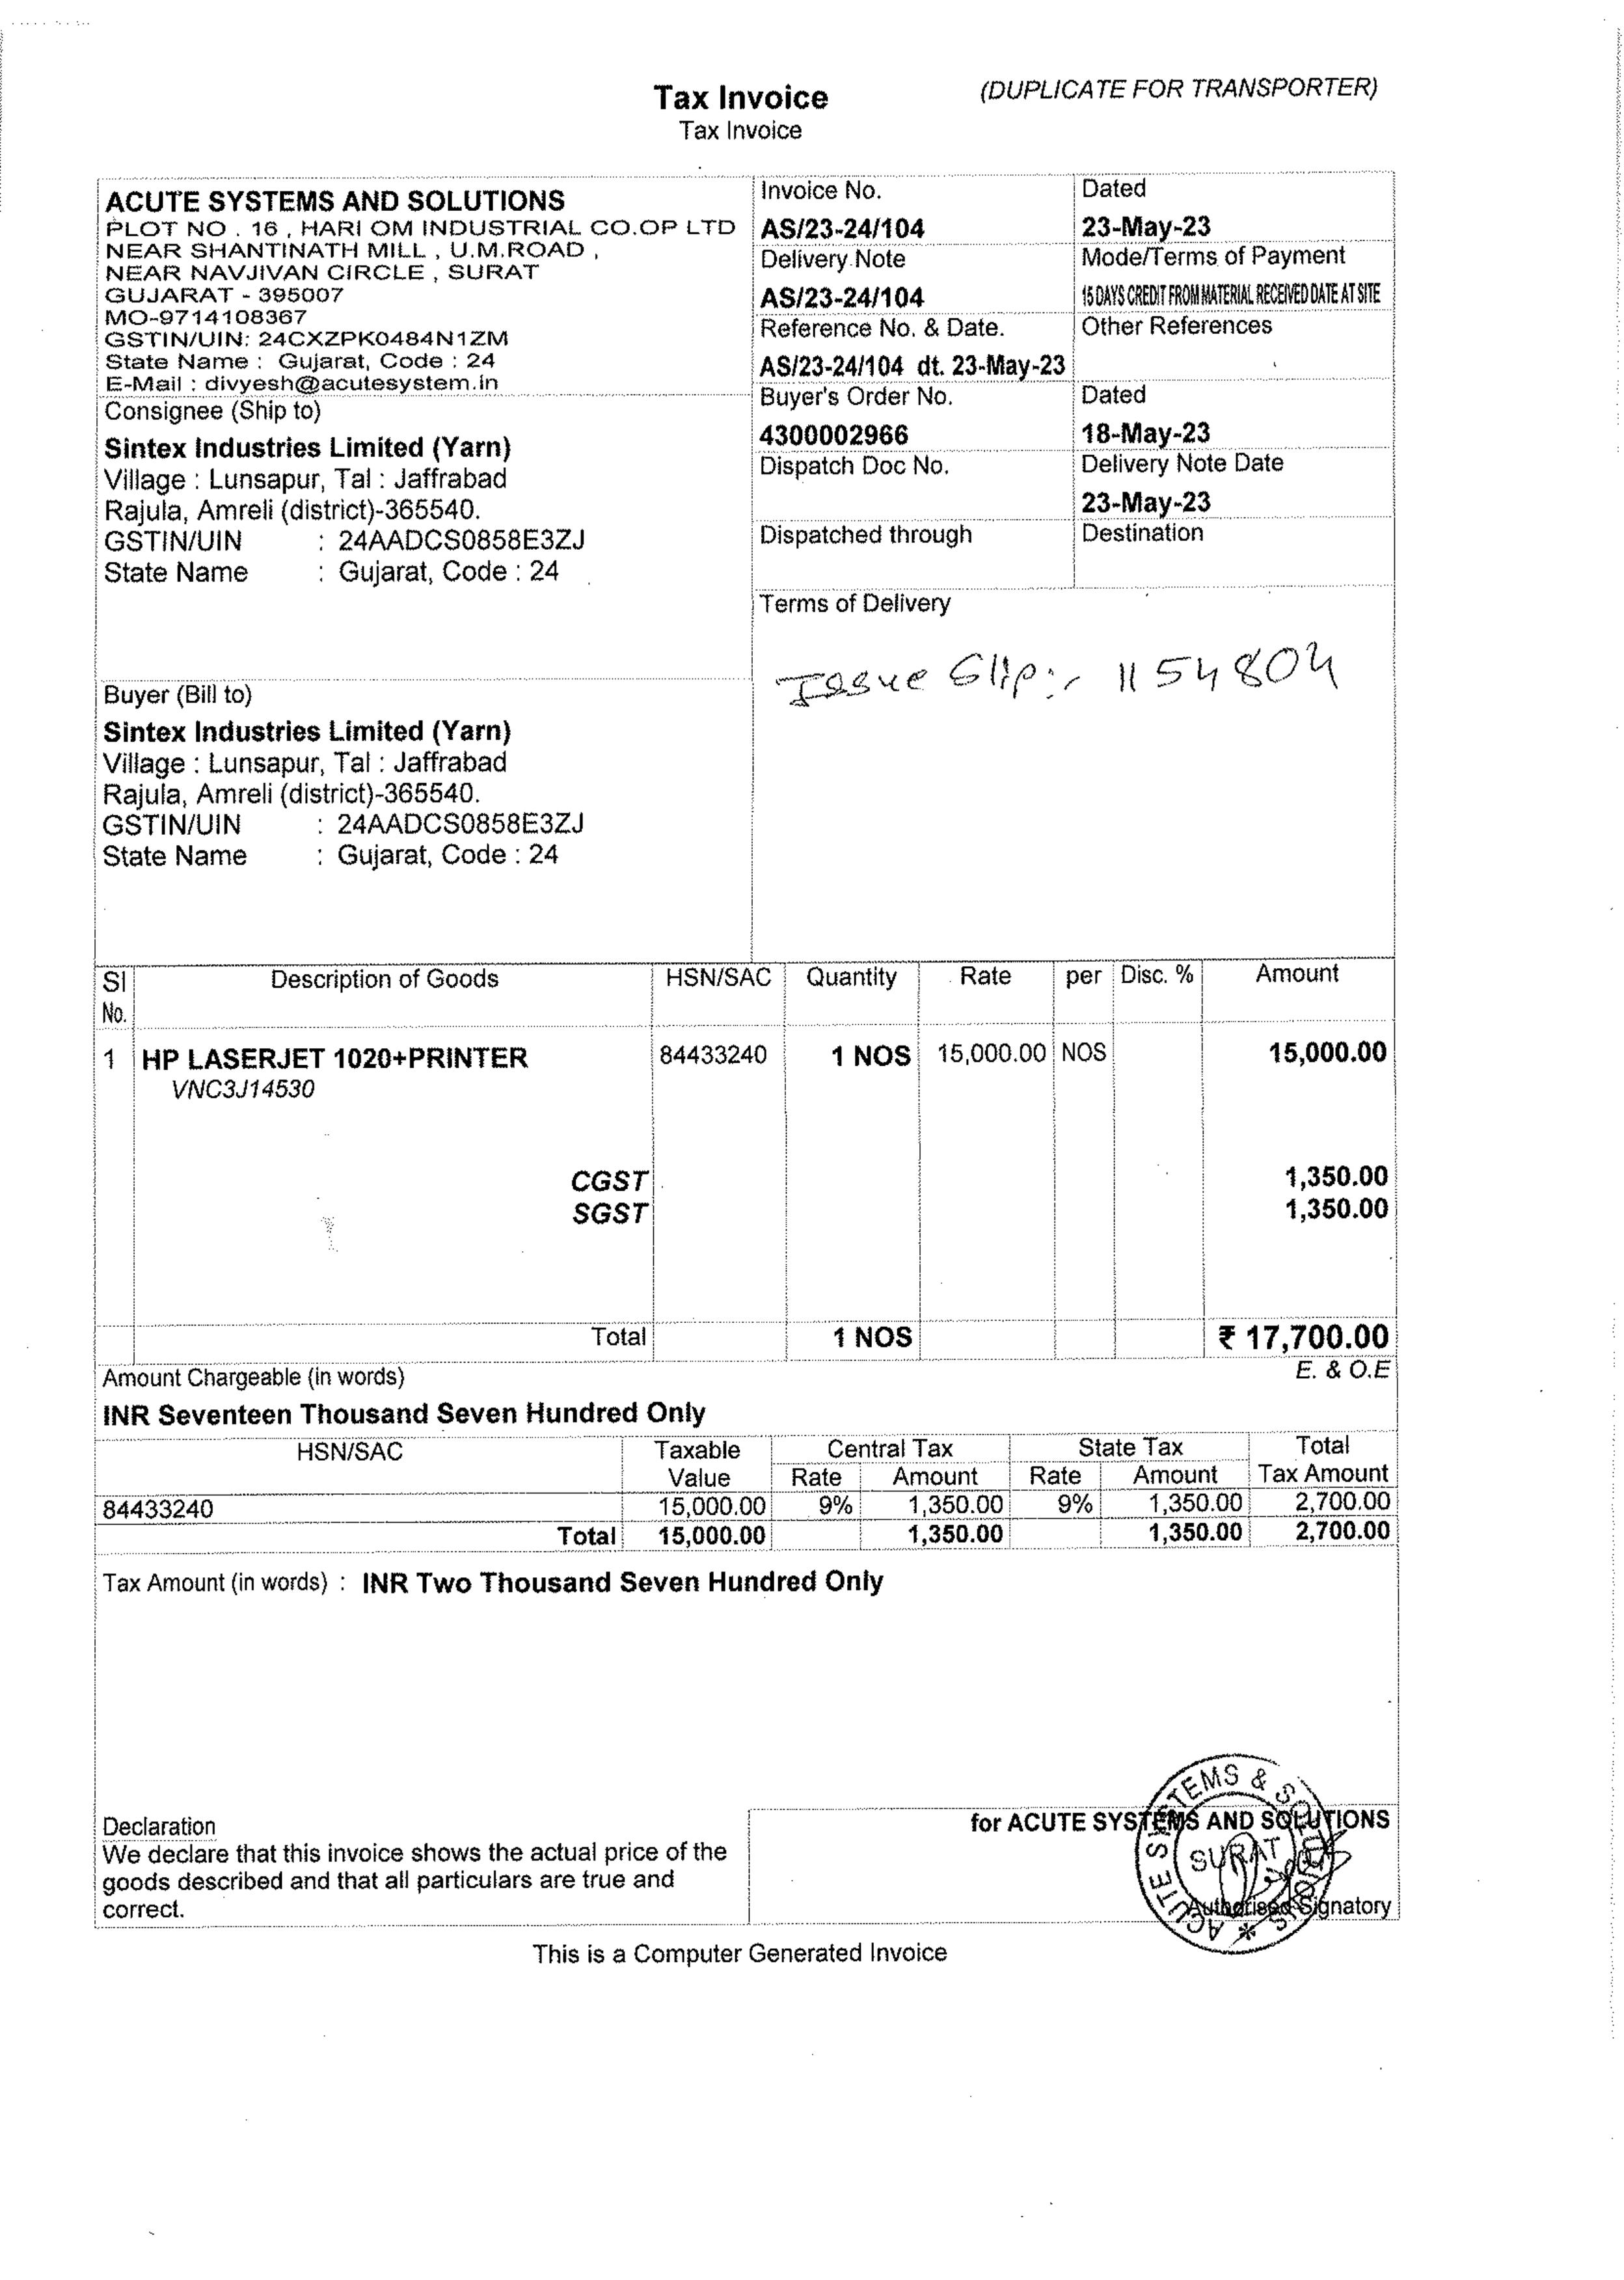 Tax Invoice
(DUPLICATE FOR TRANSPORTER)
Tax Invoice
ACUTE SYSTEMS AND SOLUTIONS
PLOT NO . 16 , HARI OM INDUSTRIAL CO.OP LTD
NEAR SHANTINATH MILL , U.M.ROAD ,
NEAR NAVJIVAN CIRCLE , SURAT
GUJARAT - 395007
MO-9714108367
GSTIN/UIN: 24CXZPK0484N1ZM
State Name : Gujarat, Code : 24
E-Mail : divyesh@acutesystem.in
Invoice No.
AS/23-24/104
Dated
23-May-23
Delivery Note
AS/23-24/104
Mode/Terms of Payment
15 DAYS CREDIT FROM MATERIAL RECEIVED DATE AT SITE
Reference No. & Date.
AS/23-24/104 dt. 23-May-23
Other References
Buyer's Order No.
4300002966
Dated
18-May-23
Dispatch Doc No.
Delivery Note Date
23-May-23
Dispatched through
Destination
Terms of Delivery
Issue Slip:- 1154804
Consignee (Ship to)
Sintex Industries Limited (Yarn)
Village : Lunsapur, Tal : Jaffrabad
Rajula, Amreli (district)-365540.
GSTIN/UIN : 24AADCS0858E3ZJ
State Name : Gujarat, Code : 24
Buyer (Bill to)
Sintex Industries Limited (Yarn)
Village : Lunsapur, Tal : Jaffrabad
Rajula, Amreli (district)-365540.
GSTIN/UIN : 24AADCS0858E3ZJ
State Name : Gujarat, Code : 24
Sl No. Description of Goods HSN/SAC Quantity Rate per Disc. % Amount
1 HP LASERJET 1020+PRINTER 84433240 1 NOS 15,000.00 NOS 15,000.00
VNC3J14530
CGST 1,350.00
SGST 1,350.00
Total 1 NOS ₹ 17,700.00
Amount Chargeable (in words) E. & O.E
INR Seventeen Thousand Seven Hundred Only
HSN/SAC Taxable Central Tax State Tax Total
Value Rate Amount Rate Amount Tax Amount
84433240 15,000.00 9% 1,350.00 9% 1,350.00 2,700.00
Total 15,000.00 1,350.00 1,350.00 2,700.00
Tax Amount (in words) : INR Two Thousand Seven Hundred Only
Declaration
We declare that this invoice shows the actual price of the
goods described and that all particulars are true and
correct.
for ACUTE SYSTEMS AND SOLUTIONS
ACUTE SYSTEMS & SOLUTIONS
SURAT
Authorised Signatory
This is a Computer Generated Invoice